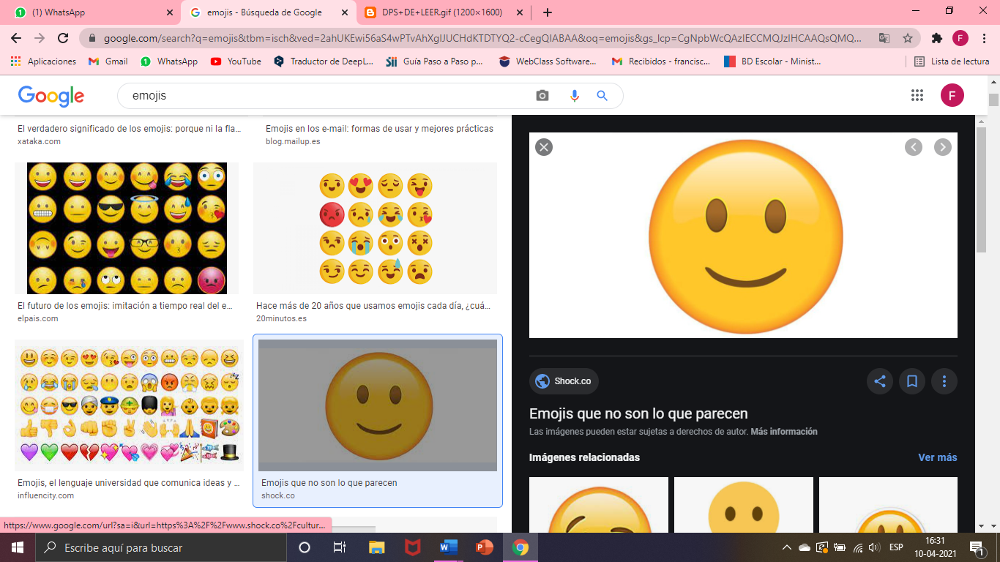 (1) WhatsApp
emojis - Búsqueda de Google
DPS+DE+LEER.gif (1200×1600)
google.com/search?q=emojis&tbm=isch&ved=2ahUKEwi56aS4wPTvAhXgIJUCHdKTDTYQ2-cCegQIABAA&oq=emojis&gs_lcp=CgNpbWcQAzIECCMQJzIHCAAQsQMQ...
F
Aplicaciones
Gmail
WhatsApp
YouTube
Traductor de DeepL...
Guía Paso a Paso p...
WebClass Software...
Recibidos - francisc...
BD Escolar - Minist...
Lista de lectura
Google
emojis
F
El verdadero significado de los emojis: porque ni la fla...
xataka.com
Emojis en los e-mail: formas de usar y mejores prácticas
blog.mailup.es
El futuro de los emojis: imitación a tiempo real del e...
elpais.com
Hace más de 20 años que usamos emojis cada día, ¿cuá...
20minutos.es
Emojis, el lenguaje universidad que comunica ideas y ...
influencity.com
Emojis que no son lo que parecen
shock.co
Shock.co
Emojis que no son lo que parecen
Las imágenes pueden estar sujetas a derechos de autor. Más información
Imágenes relacionadas
Ver más
https://www.google.com/url?sa=i&url=https%3A%2F%2Fwww.shock.co%2Fcultur...
Escribe aquí para buscar
ESP
16:31
10-04-2021
1